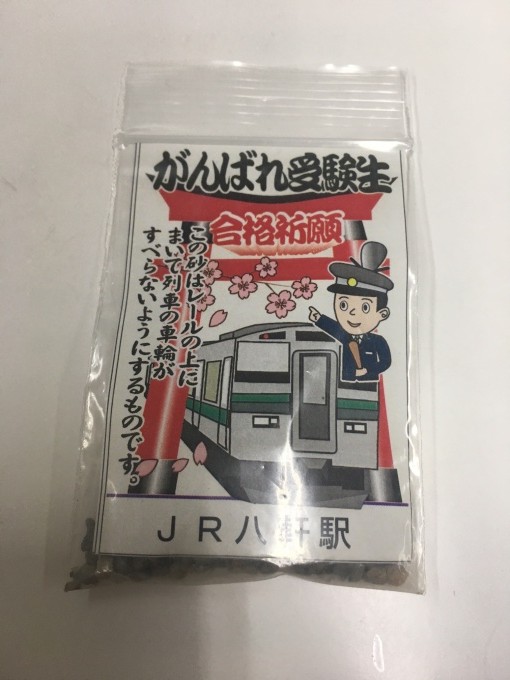 がんばれ受験生
合格祈願
この砂はレールの上に
まいて列車の車輪が
すべらないようにするものです。
JR八軒駅